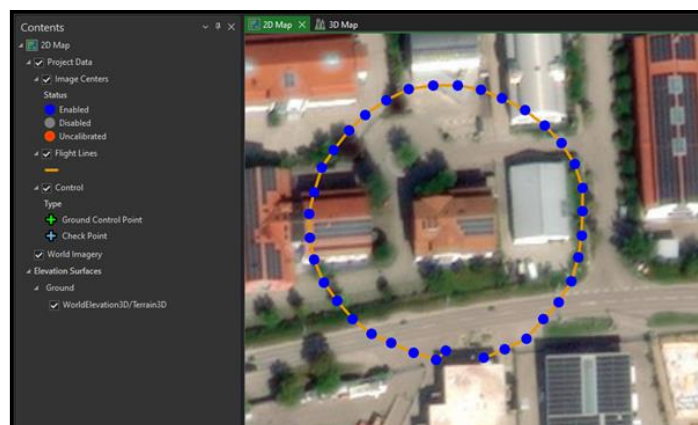 Contents
2D Map
Project Data
Image Centers
Status
Enabled
Disabled
Uncalibrated
Flight Lines
Control
Type
Ground Control Point
Check Point
World Imagery
Elevation Surfaces
Ground
WorldElevation3D/Terrain3D
2D Map
3D Map